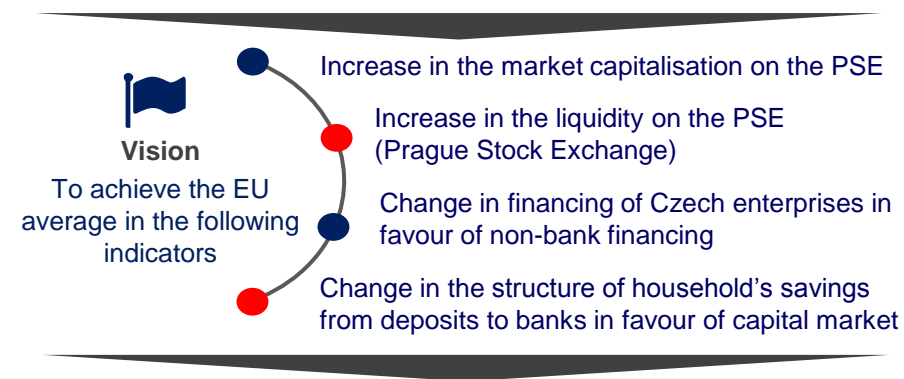 Vision
To achieve the EU
average in the following
indicators
Increase in the market capitalisation on the PSE
Increase in the liquidity on the PSE
(Prague Stock Exchange)
Change in financing of Czech enterprises in
favour of non-bank financing
Change in the structure of household’s savings
from deposits to banks in favour of capital market